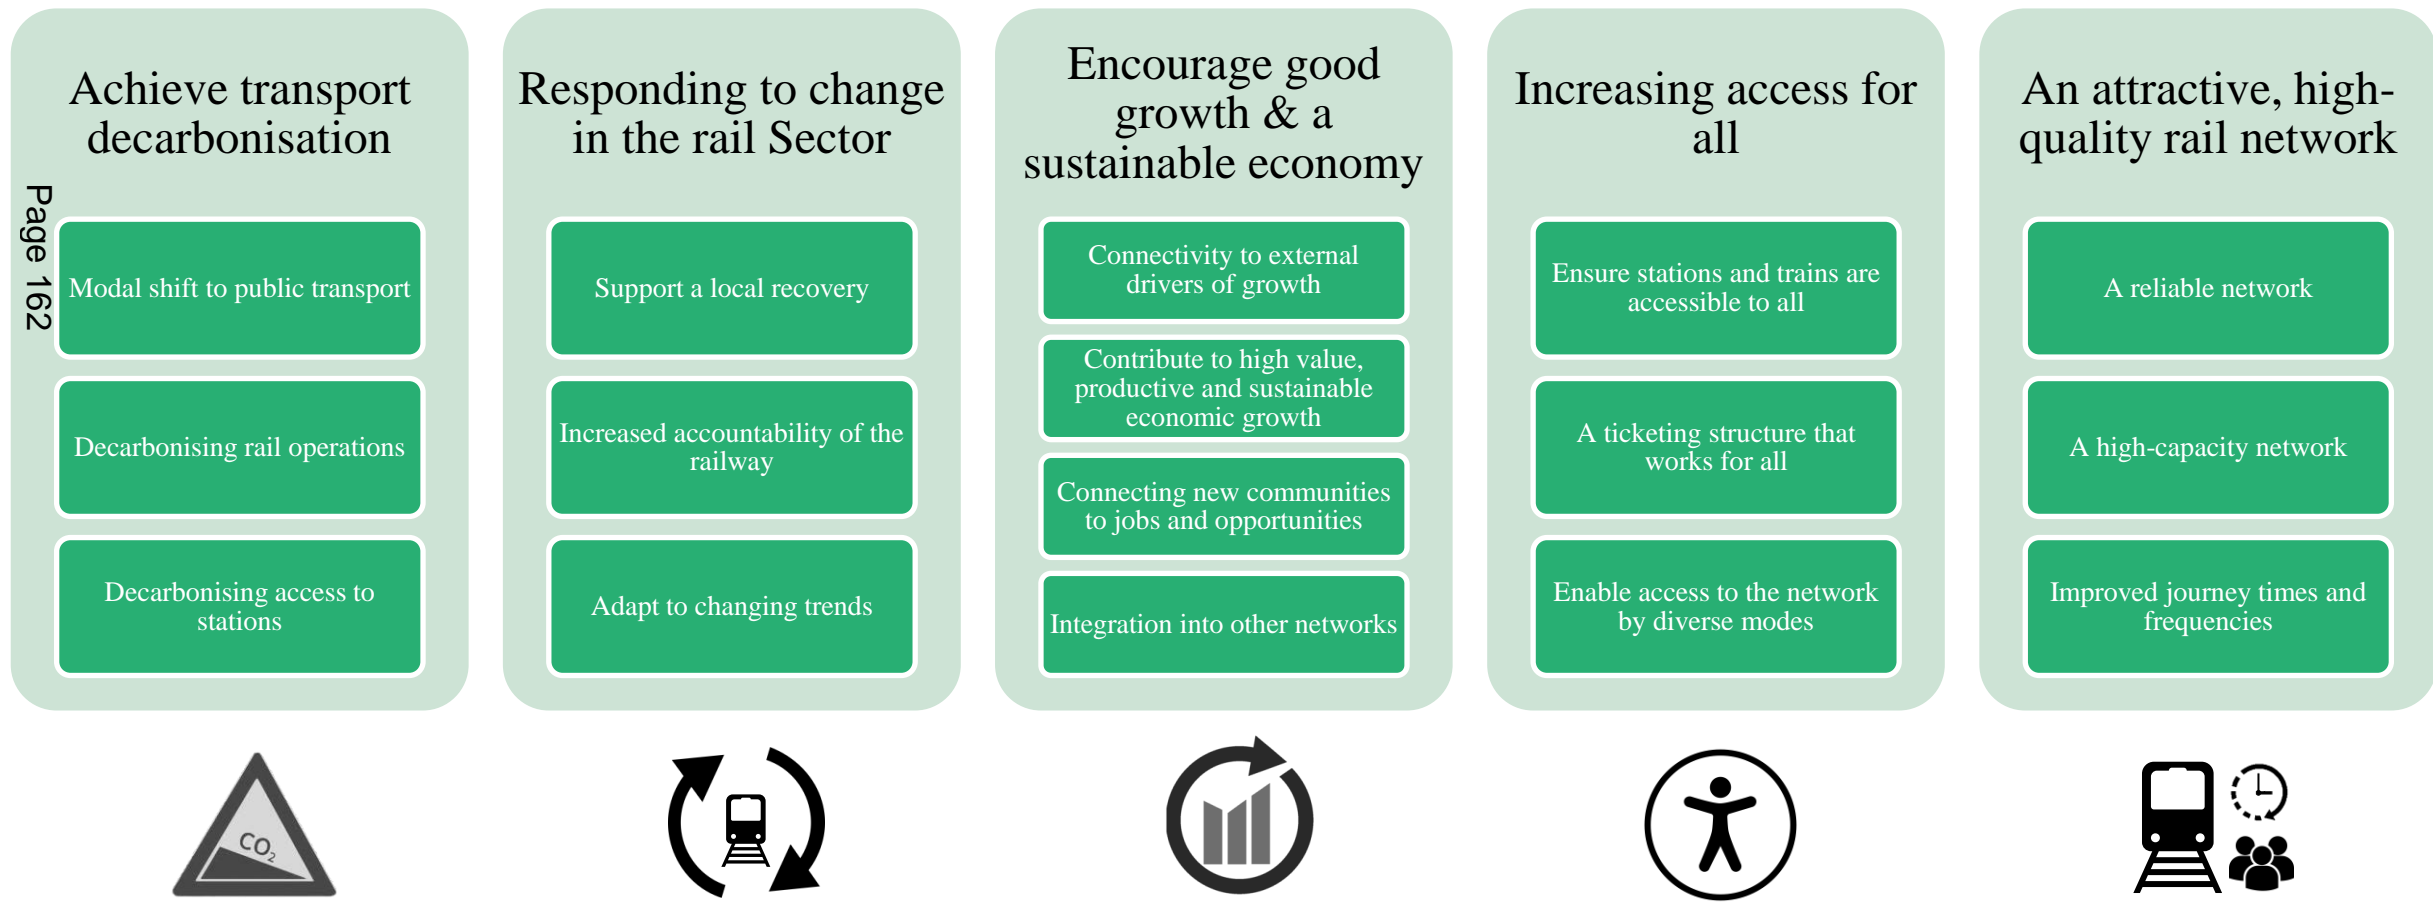 Achieve transport
decarbonisation
Page 162
Modal shift to public transport
Decarbonising rail operations
Decarbonising access to
stations
Responding to change
in the rail Sector
Support a local recovery
Increased accountability of the
railway
Adapt to changing trends
Encourage good
growth & a
sustainable economy
Connectivity to external
drivers of growth
Contribute to high value,
productive and sustainable
economic growth
Connecting new communities
to jobs and opportunities
Integration into other networks
Increasing access for
all
Ensure stations and trains are
accessible to all
A ticketing structure that
works for all
Enable access to the network
by diverse modes
An attractive, high-
quality rail network
A reliable network
A high-capacity network
Improved journey times and
frequencies
CO₂